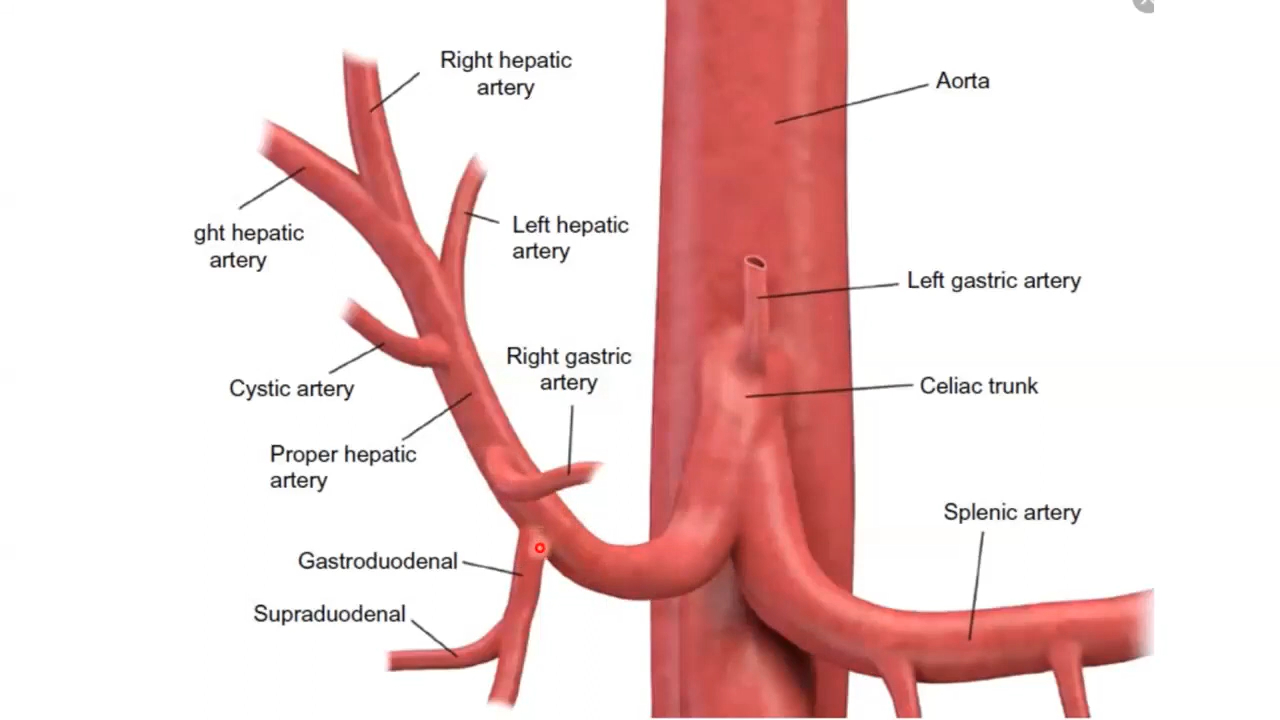 Right hepatic
artery
Aorta
ght hepatic
artery
Left hepatic
artery
Left gastric artery
Right gastric
artery
Cystic artery
Celiac trunk
Proper hepatic
artery
Splenic artery
Gastroduodenal
Supraduodenal